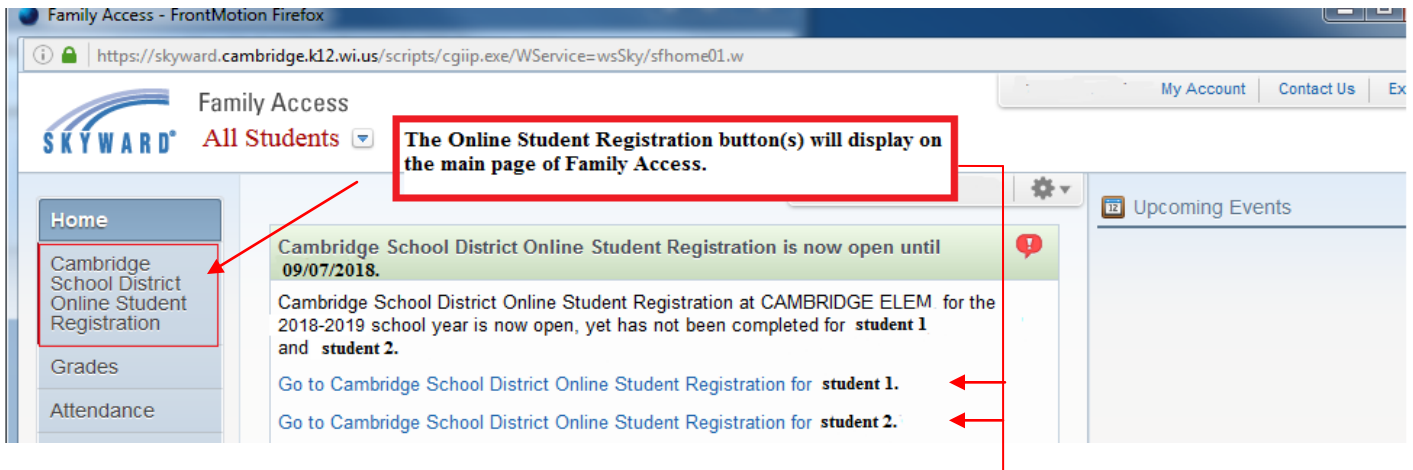 Family Access - FrontMotion Firefox
https://skyward.cambridge.k12.wi.us/scripts/cgiip.exe/WService=wsSky/sfhome01.w
Family Access
My Account
Contact Us
Ex
SKYWARD
All Students
The Online Student Registration button(s) will display on
the main page of Family Access.
Home
Cambridge
School District
Online Student
Registration
Grades
Attendance
Cambridge School District Online Student Registration is now open until
09/07/2018.
Cambridge School District Online Student Registration at CAMBRIDGE ELEM for the
2018-2019 school year is now open, yet has not been completed for student 1
and student 2.
Go to Cambridge School District Online Student Registration for student 1.
Go to Cambridge School District Online Student Registration for student 2.
12
Upcoming Events